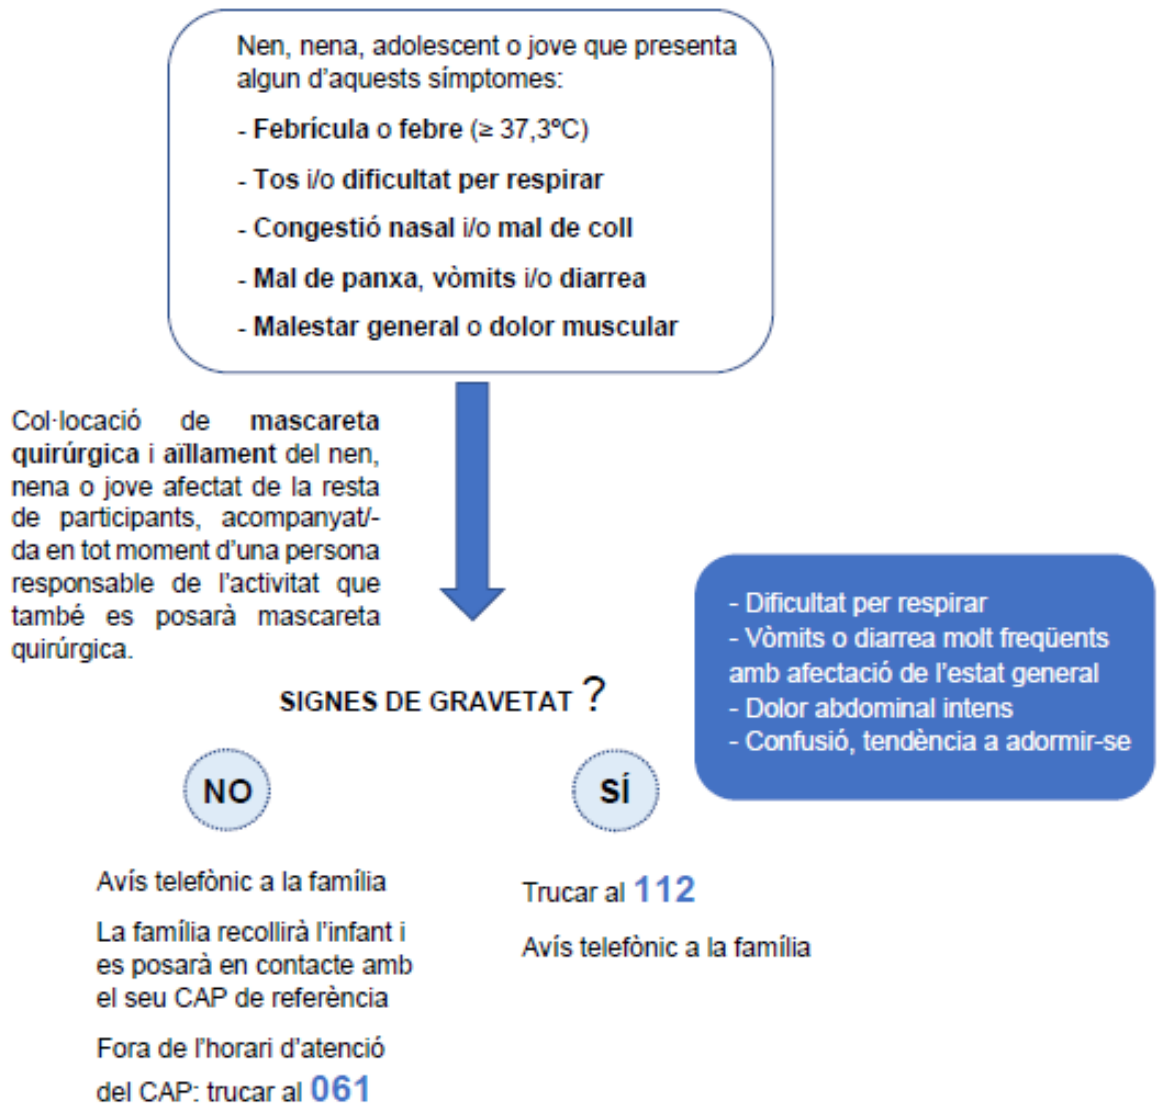 Nen, nena, adolescent o jove que presenta
algun d'aquests símptomes:
- Febrícula o febre (≥ 37,3ºC)
- Tos i/o dificultat per respirar
- Congestió nasal i/o mal de coll
- Mal de panxa, vòmits i/o diarrea
- Malestar general o dolor muscular
Col·locació de mascareta
quirúrgica i aïllament del nen,
nena o jove afectat de la resta
de participants, acompanyat/-
da en tot moment d'una persona
responsable de l'activitat que
també es posarà mascareta
quirúrgica.
- Dificultat per respirar
- Vòmits o diarrea molt freqüents
amb afectació de l'estat general
- Dolor abdominal intens
- Confusió, tendència a adormir-se
SIGNES DE GRAVETAT ?
NO
Avís telefònic a la família
La família recollirà l'infant i
es posarà en contacte amb
el seu CAP de referència
Fora de l'horari d'atenció
del CAP: trucar al 061
SÍ
Trucar al 112
Avís telefònic a la família